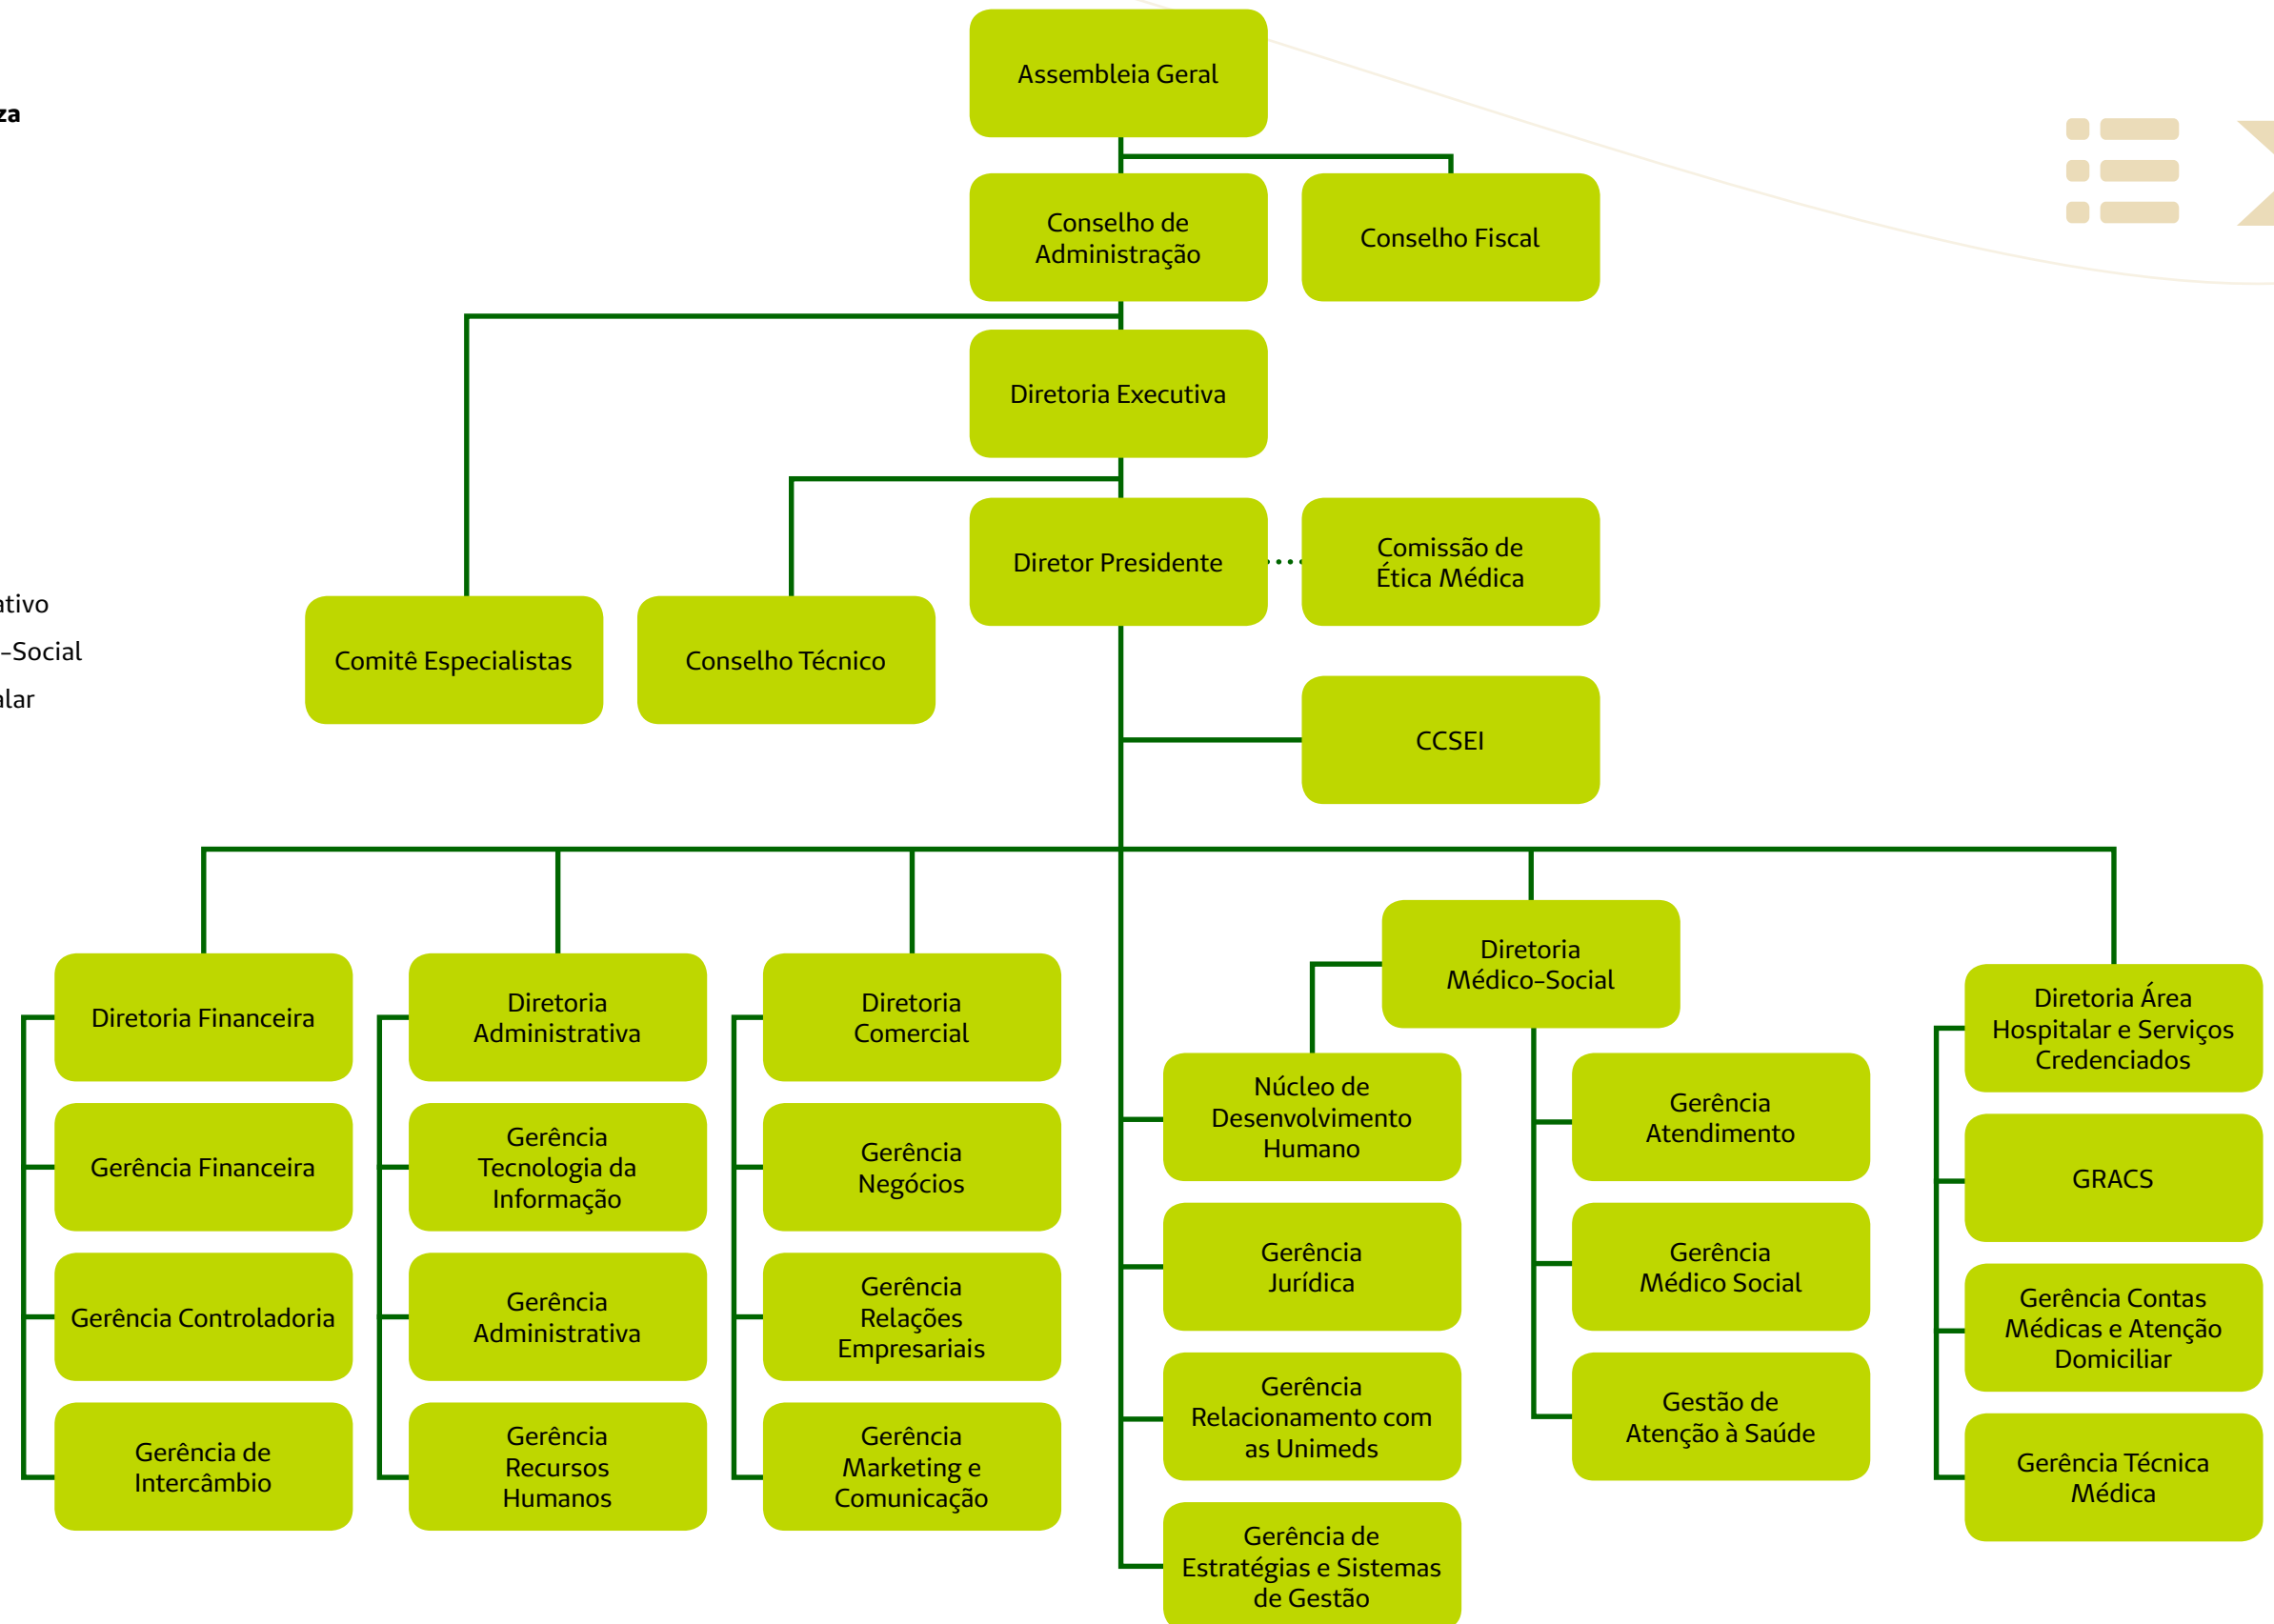 Assembleia Geral
za
Conselho de
Administração
Conselho Fiscal
Diretoria Executiva
Diretor Presidente
Comissão de
Ética Médica
ativo
-Social
alar
Comitê Especialistas
Conselho Técnico
CCSEI
Diretoria Financeira
Gerência Financeira
Gerência Controladoria
Gerência de
Intercâmbio
Diretoria
Administrativa
Gerência
Tecnologia da
Informação
Gerência
Administrativa
Gerência
Recursos
Humanos
Diretoria
Comercial
Gerência
Negócios
Gerência
Relações
Empresariais
Gerência
Marketing e
Comunicação
Diretoria
Médico-Social
Núcleo de
Desenvolvimento
Humano
Gerência
Jurídica
Gerência
Relacionamento com
as Unimeds
Gerência de
Estratégias e Sistemas
de Gestão
Gerência
Atendimento
Gerência
Médico Social
Gestão de
Atenção à Saúde
Diretoria Área
Hospitalar e Serviços
Credenciados
GRACS
Gerência Contas
Médicas e Atenção
Domiciliar
Gerência Técnica
Médica